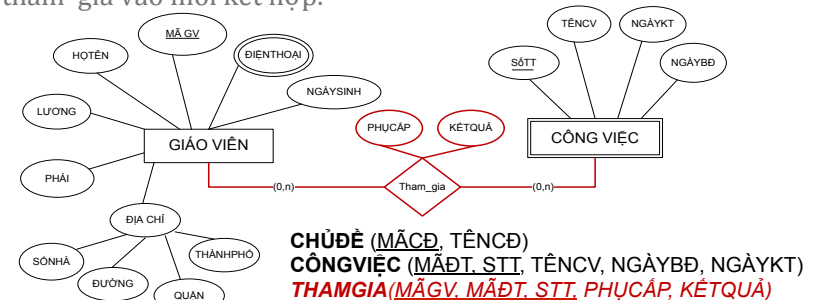 tham gia vào mối kết hợp.
MÃ GV
HỌTÊN
ĐIỆNTHOẠI
NGÀYSINH
LƯƠNG
GIÁO VIÊN
PHÁI
ĐỊA CHỈ
SỐNHÀ
ĐƯỜNG
QUẬN
THÀNHPHỐ
PHỤCẤP
KẾTQUẢ
(0,n)
Tham_gia
(0,n)
TÊNCV
NGÀYKT
SốTT
NGÀYBĐ
CÔNG VIỆC
CHỦĐỀ (MÃCĐ, TÊNCĐ)
CÔNGVIỆC (MÃĐT, STT, TÊNCV, NGÀYBĐ, NGÀYKT)
THAMGIA(MÃGV, MÃĐT, STT, PHỤCẤP, KẾTQUẢ)